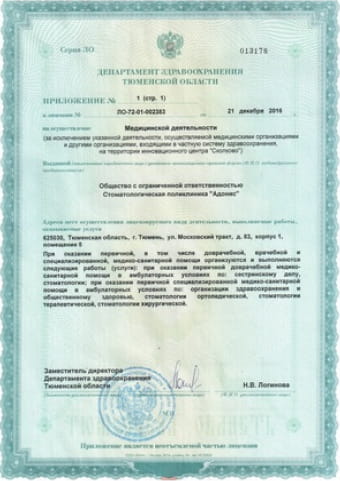 Серия ЛО 013178
ДЕПАРТАМЕНТ ЗДРАВООХРАНЕНИЯ
ТЮМЕНСКОЙ ОБЛАСТИ
ПРИЛОЖЕНИЕ № 1 (стр. 1)
к лицензии № ЛО-72-01-002383 от 21 декабря 2016
на осуществление Медицинской деятельности
(за исключением указанной деятельности, осуществляемой медицинскими организациями
и другими организациями, входящими в частную систему здравоохранения,
на территории инновационного центра "Сколково")
Общество с ограниченной ответственностью
Стоматологическая поликлиника "Адонис"
Адреса мест осуществления лицензируемого вида деятельности, выполняемые работы,
оказываемые услуги
625030, Тюменская область, г. Тюмень, ул. Московский тракт, д. 83, корпус 1,
помещение 5
При оказании первичной, в том числе доврачебной, врачебной и
специализированной, медико-санитарной помощи организуются и выполняются
следующие работы (услуги): при оказании первичной доврачебной медико-
санитарной помощи в амбулаторных условиях по: сестринскому делу,
стоматологии; при оказании первичной специализированной медико-санитарной
помощи в амбулаторных условиях по: организации здравоохранения и
общественному здоровью, стоматологии ортопедической, стоматологии
терапевтической, стоматологии хирургической.
Заместитель директора
Департамента здравоохранения
Тюменской области Н.В. Логинова
М.П.
Приложение является неотъемлемой частью лицензии